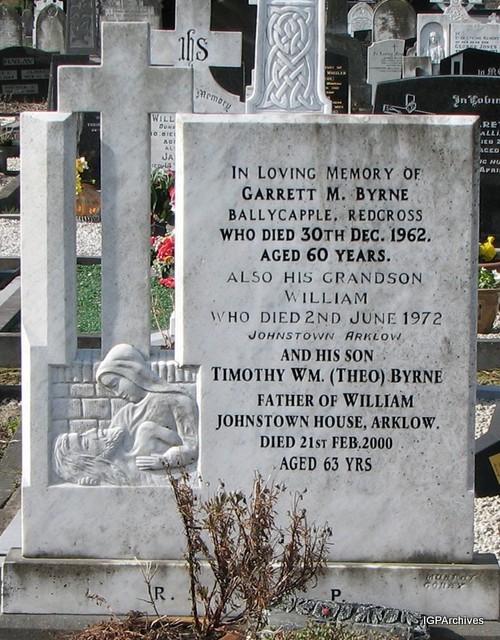 ihs
Memory
IN LOVING MEMORY OF
GARRETT M. BYRNE
BALLYCAPPLE, REDCROSS
WHO DIED 30TH DEC. 1962.
AGED 60 YEARS.
ALSO HIS GRANDSON
WILLIAM
WHO DIED 2ND JUNE 1972
JOHNSTOWN ARKLOW
AND HIS SON
TIMOTHY WM. (THEO) BYRNE
FATHER OF WILLIAM
JOHNSTOWN HOUSE, ARKLOW.
DIED 21ST FEB. 2000
AGED 63 YRS
R. P.
MURPHY
GOREY
IGPArchives